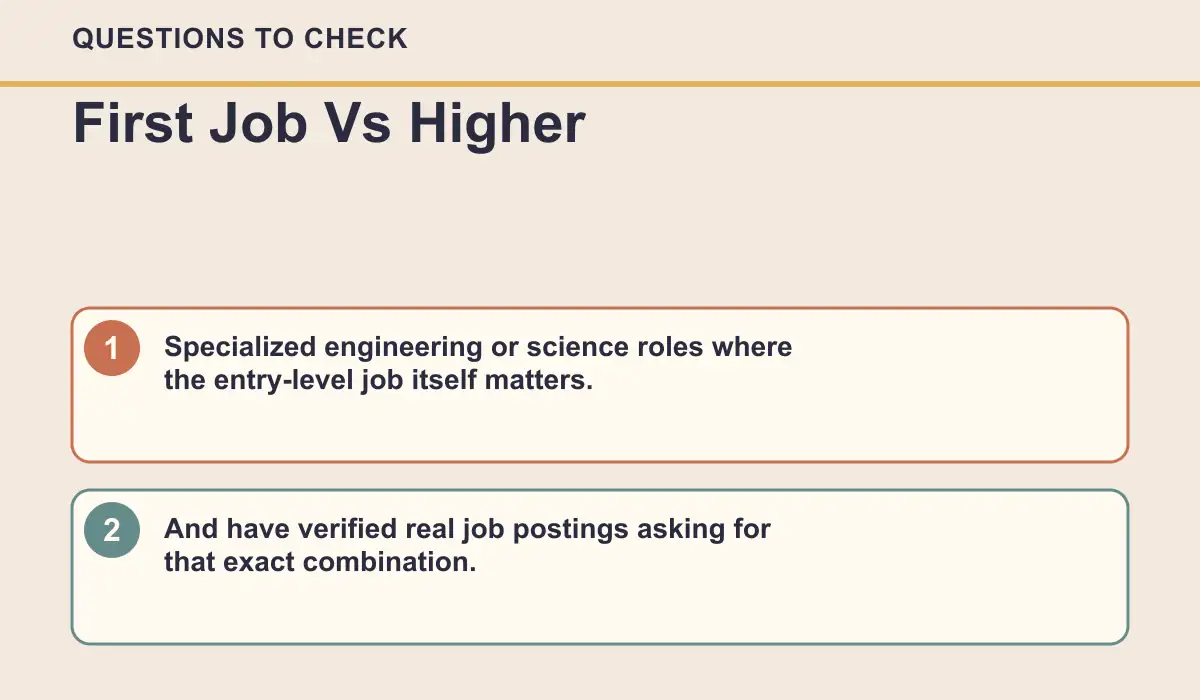 QUESTIONS TO CHECK
First Job Vs Higher
1
Specialized engineering or science roles where
the entry-level job itself matters.
2
And have verified real job postings asking for
that exact combination.